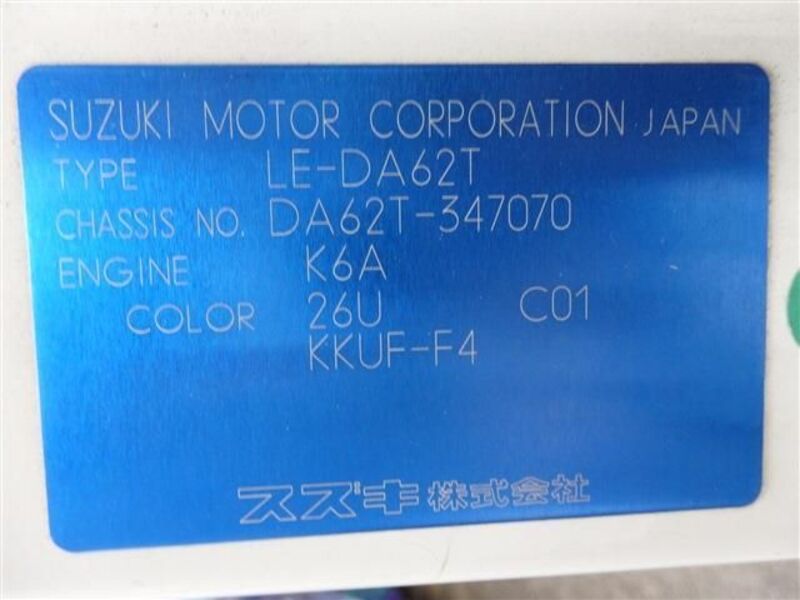 SUZUKI MOTOR CORPORATION JAPAN
TYPE LE-DA62T
CHASSIS NO. DA62T-347070
ENGINE K6A
COLOR 26U C01
KKUF-F4
スズキ株式会社